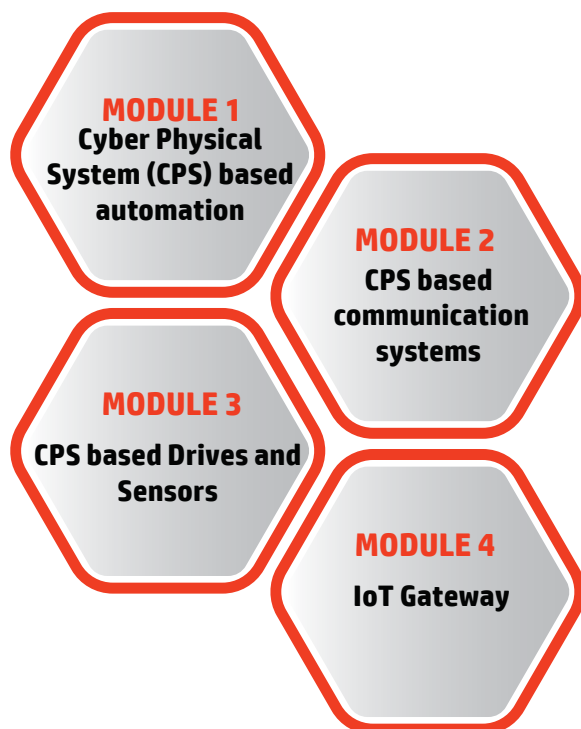 MODULE 1
Cyber Physical
System (CPS) based
automation
MODULE 2
CPS based
communication
systems
MODULE 3
CPS based Drives and
Sensors
MODULE 4
IoT Gateway